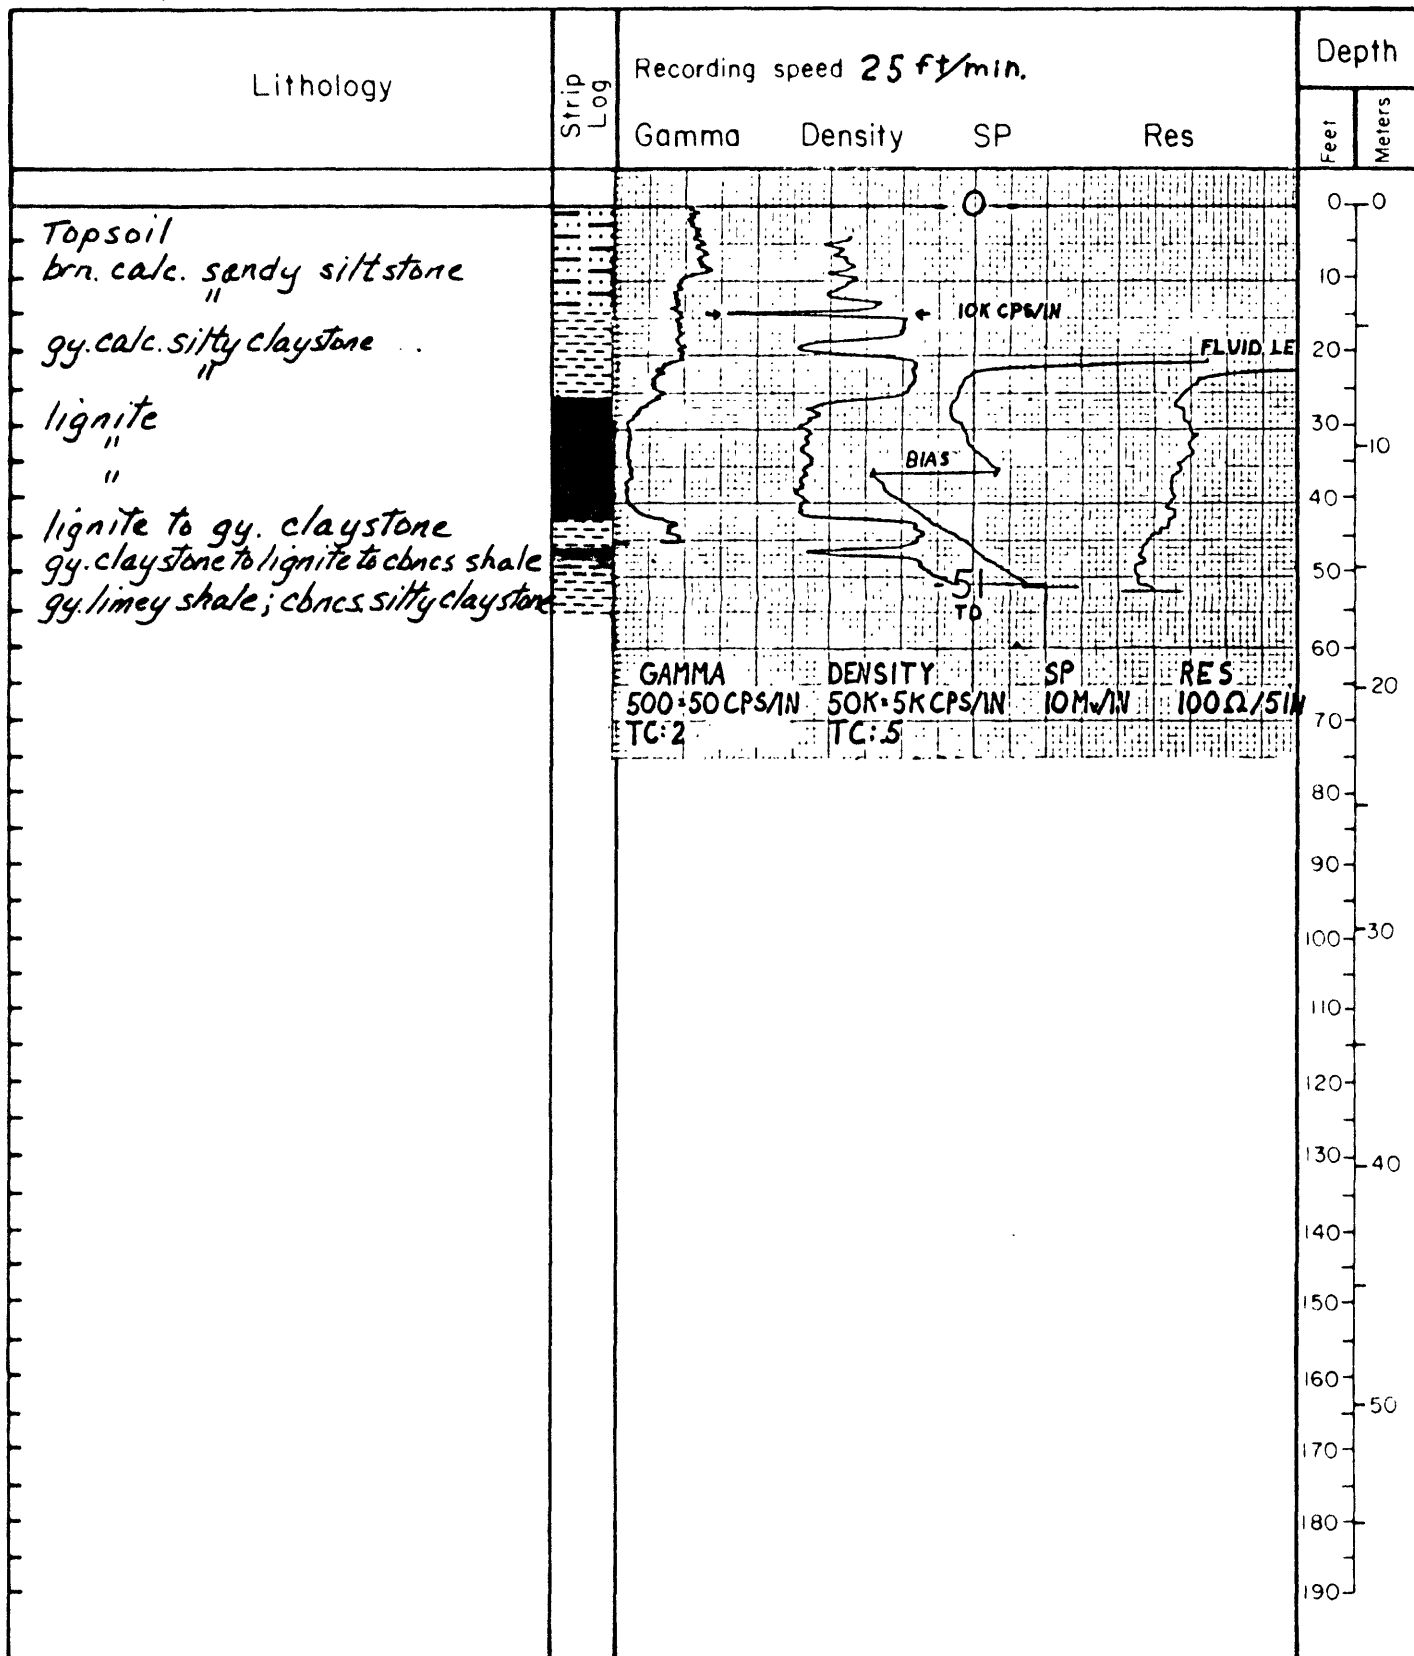 Lithology
Strip Log
Recording speed 25 ft/min.
Gamma Density SP Res
Depth
Feet
Meters
0
0 0
Topsoil
brn. calc. sandy siltstone
"
10
10K CPS/IN
gy. calc. silty claystone
"
20
FLUID LE
lignite
"
"
30
10
BIAS
40
lignite to gy. claystone
gy. claystone to lignite to cbncs shale
gy. limey shale; cbncs. silty claystone
50
51
TD
60
GAMMA DENSITY SP RES
500=50 CPS/IN 50K=5K CPS/IN 10Mv/IN 100Ω/5IN
TC:2 TC:.5
20
70
80
90
100
30
110
120
130
40
140
150
160
50
170
180
190